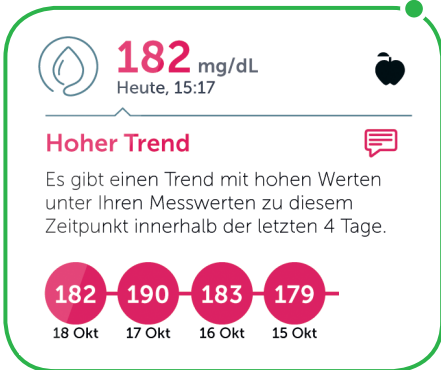 182 mg/dL
Heute, 15:17
Hoher Trend
Es gibt einen Trend mit hohen Werten
unter Ihren Messwerten zu diesem
Zeitpunkt innerhalb der letzten 4 Tage.
182 190 183 179
18 Okt 17 Okt 16 Okt 15 Okt